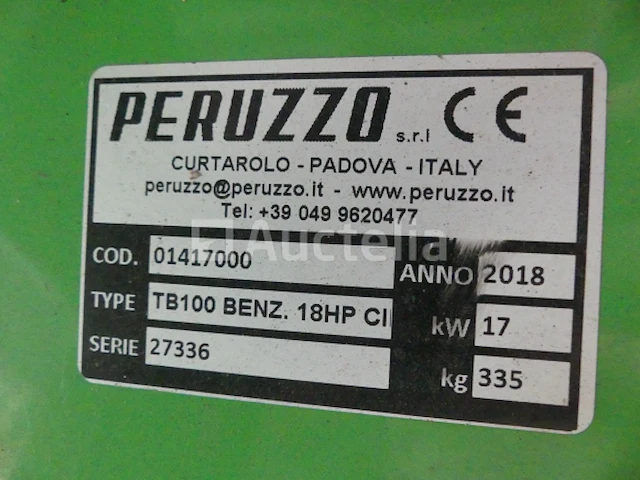 PERUZZO s.r.l CE
CURTAROLO - PADOVA - ITALY
peruzzo@peruzzo.it - www.peruzzo.it
Tel: +39 049 9620477
Auctelia
COD. 01417000 ANNO 2018
TYPE TB100 BENZ. 18HP CI kW 17
SERIE 27336 kg 335